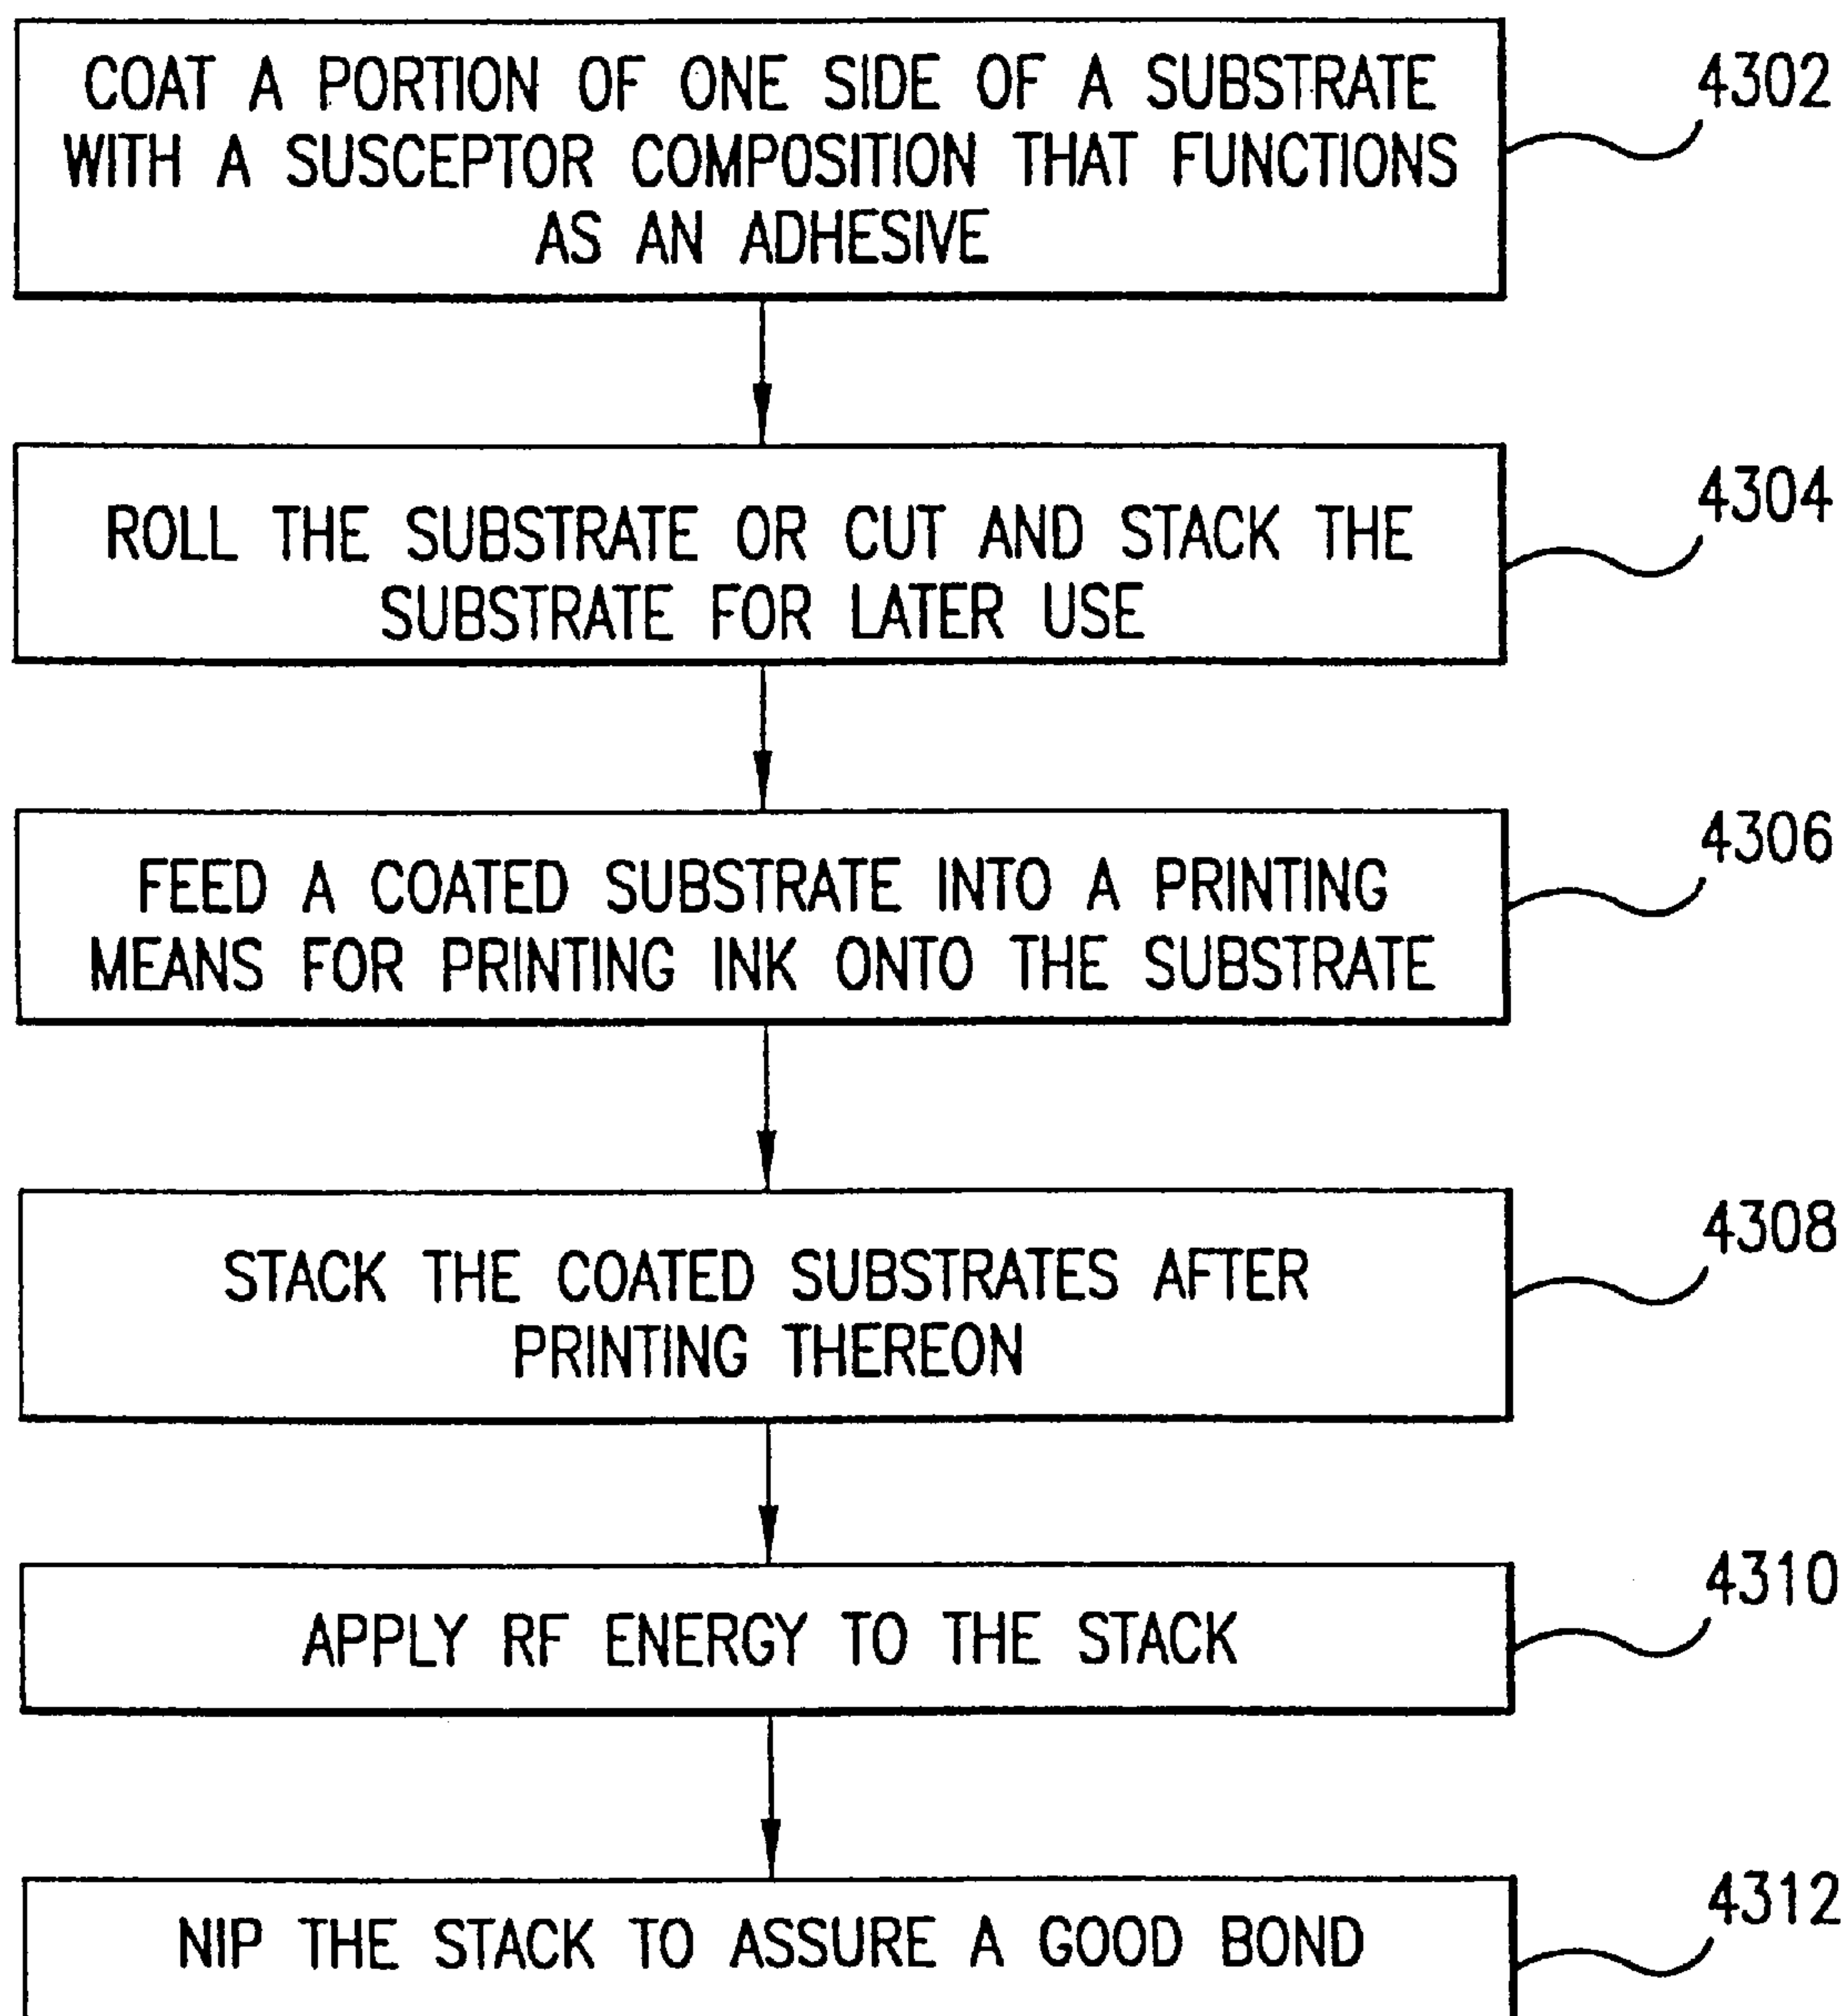 COAT A PORTION OF ONE SIDE OF A SUBSTRATE
WITH A SUSCEPTOR COMPOSITION THAT FUNCTIONS
AS AN ADHESIVE
4302
ROLL THE SUBSTRATE OR CUT AND STACK THE
SUBSTRATE FOR LATER USE
4304
FEED A COATED SUBSTRATE INTO A PRINTING
MEANS FOR PRINTING INK ONTO THE SUBSTRATE
4306
STACK THE COATED SUBSTRATES AFTER
PRINTING THEREON
4308
APPLY RF ENERGY TO THE STACK
4310
NIP THE STACK TO ASSURE A GOOD BOND
4312